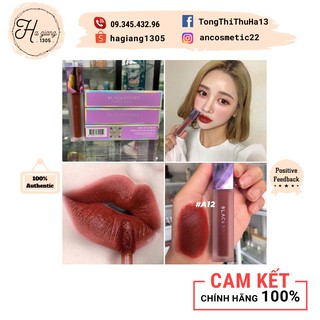 Ha giang
1305
09.345.432.96
hagiang1305
TongThiThuHa13
ancosmetic22
100%
Authentic
Positive
Feedback
#A12
BLACK
CAM KẾT
CHÍNH HÃNG 100%